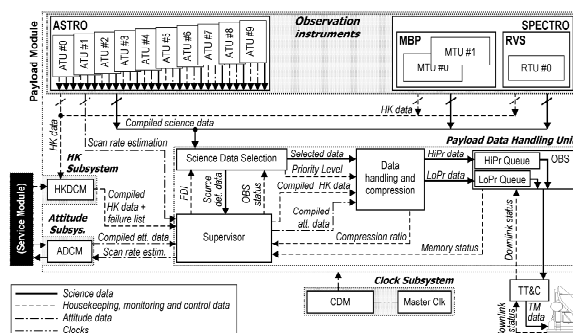 Payload Module
ASTRO
ATU #0
ATU #1
ATU #2
ATU #3
ATU #4
ATU #5
ATU #6
ATU #7
ATU #8
ATU #9
Observation
instruments
SPECTRO
MBP
MTU #1
MTU #0
RVS
RTU #0
HK data
Compiled science data
HK data
Scan rate estimation
Payload Data Handling Uni
HK
Subsystem
HKDCM
Compiled
HK data +
failure list
Science Data Selection
Selected data
Priority Level
Data
handling and
compression
HiPr data
LoPr data
HiPr Queue
LoPr Queue
OBS
FDI
Source
det. data
OBS
status
Compiled HK data
Compiled
att. data
(Service Module)
Attitude
Subsys.
ADCM
Compiled att. data
Scan rate estim.
Supervisor
Compression ratio
Memory status
Downlink status
Clock Subsystem
CDM
Master Clk
TT&C
TM
data
ownlink
status
Science data
Housekeeping, monitoring and control data
Attitude data
Clocks